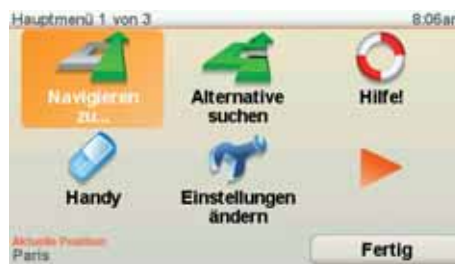 Hauptmenü 1 von 3
8:06am
Navigieren zu...
Alternative suchen
Hilfe!
Handy
Einstellungen ändern
Aktuelle Position
Paris
Fertig